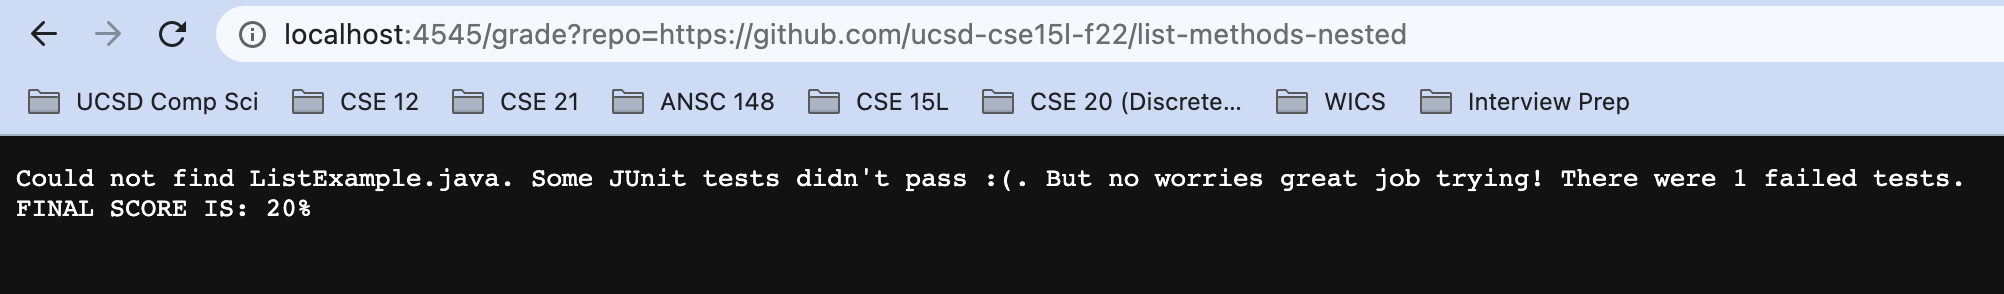 localhost:4545/grade?repo=https://github.com/ucsd-cse15l-f22/list-methods-nested
UCSD Comp Sci CSE 12 CSE 21 ANSC 148 CSE 15L CSE 20 (Discrete... WICS Interview Prep
Could not find ListExample.java. Some JUnit tests didn't pass :(. But no worries great job trying! There were 1 failed tests.
FINAL SCORE IS: 20%